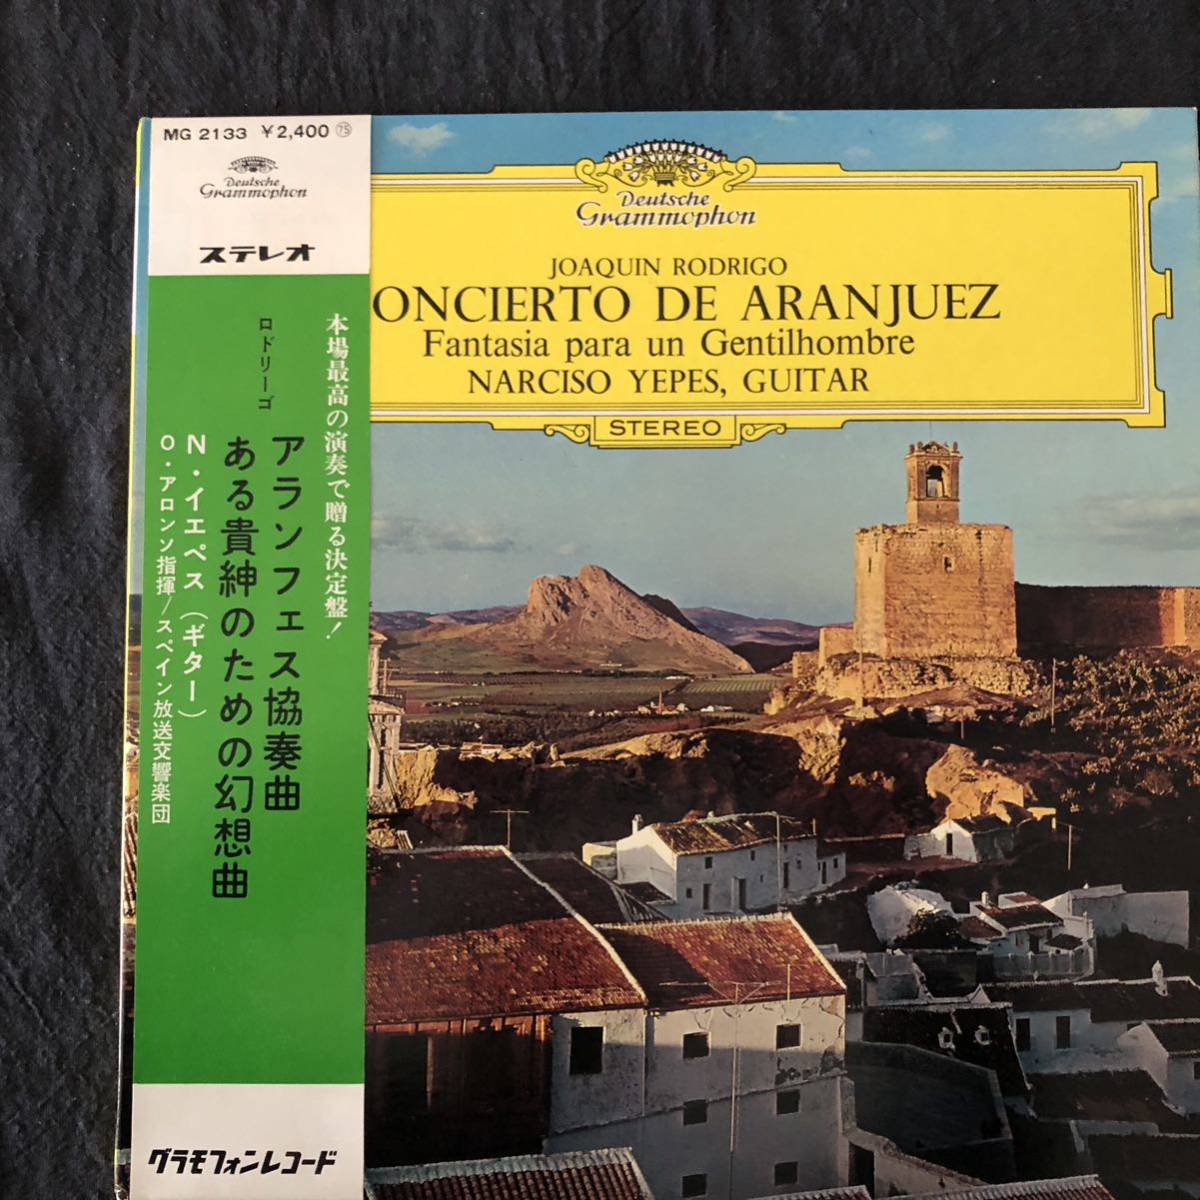 MG 2133 ¥2,400 ㊄
Deutsche
Grammophon
ステレオ
本場最高の演奏で贈る決定盤!
ロドリーゴ
アランフェス協奏曲
ある貴紳のための幻想曲
N・イエペス(ギター)
O・アロンソ指揮/スペイン放送交響楽団
グラモフォンレコード
Deutsche
Grammophon
JOAQUIN RODRIGO
ONCIERTO DE ARANJUEZ
Fantasia para un Gentilhombre
NARCISO YEPES, GUITAR
STEREO